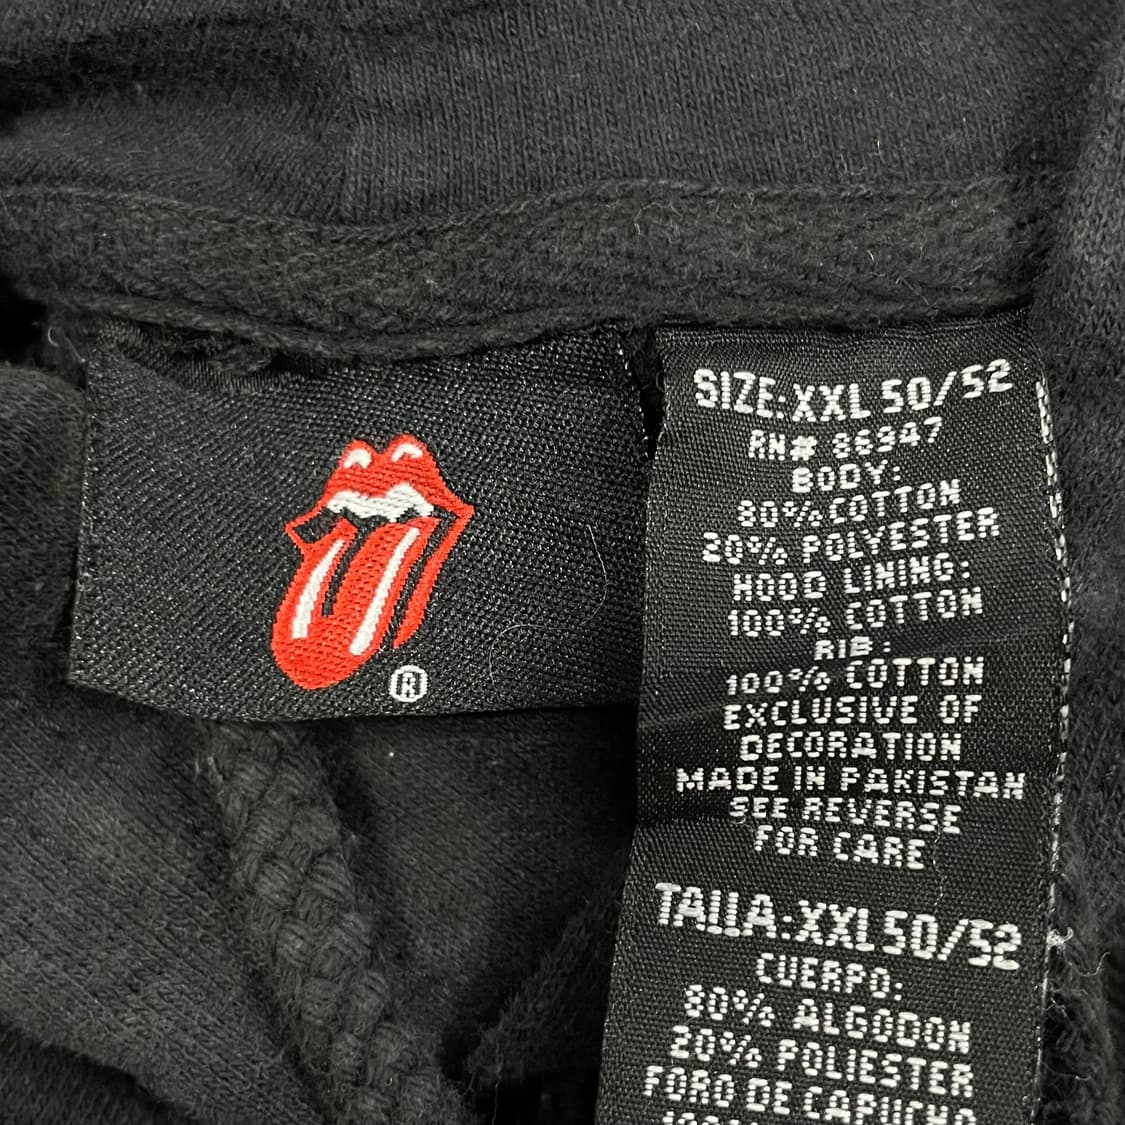 ®
SIZE:XXL 50/52
RN# 86947
BODY:
80% COTTON
20% POLYESTER
HOOD LINING:
100% COTTON
RIB:
100% COTTON
EXCLUSIVE OF
DECORATION
MADE IN PAKISTAN
SEE REVERSE
FOR CARE
TALLA:XXL 50/52
CUERPO:
80% ALGODON
20% POLIESTER
FORO DE CAPUCHA